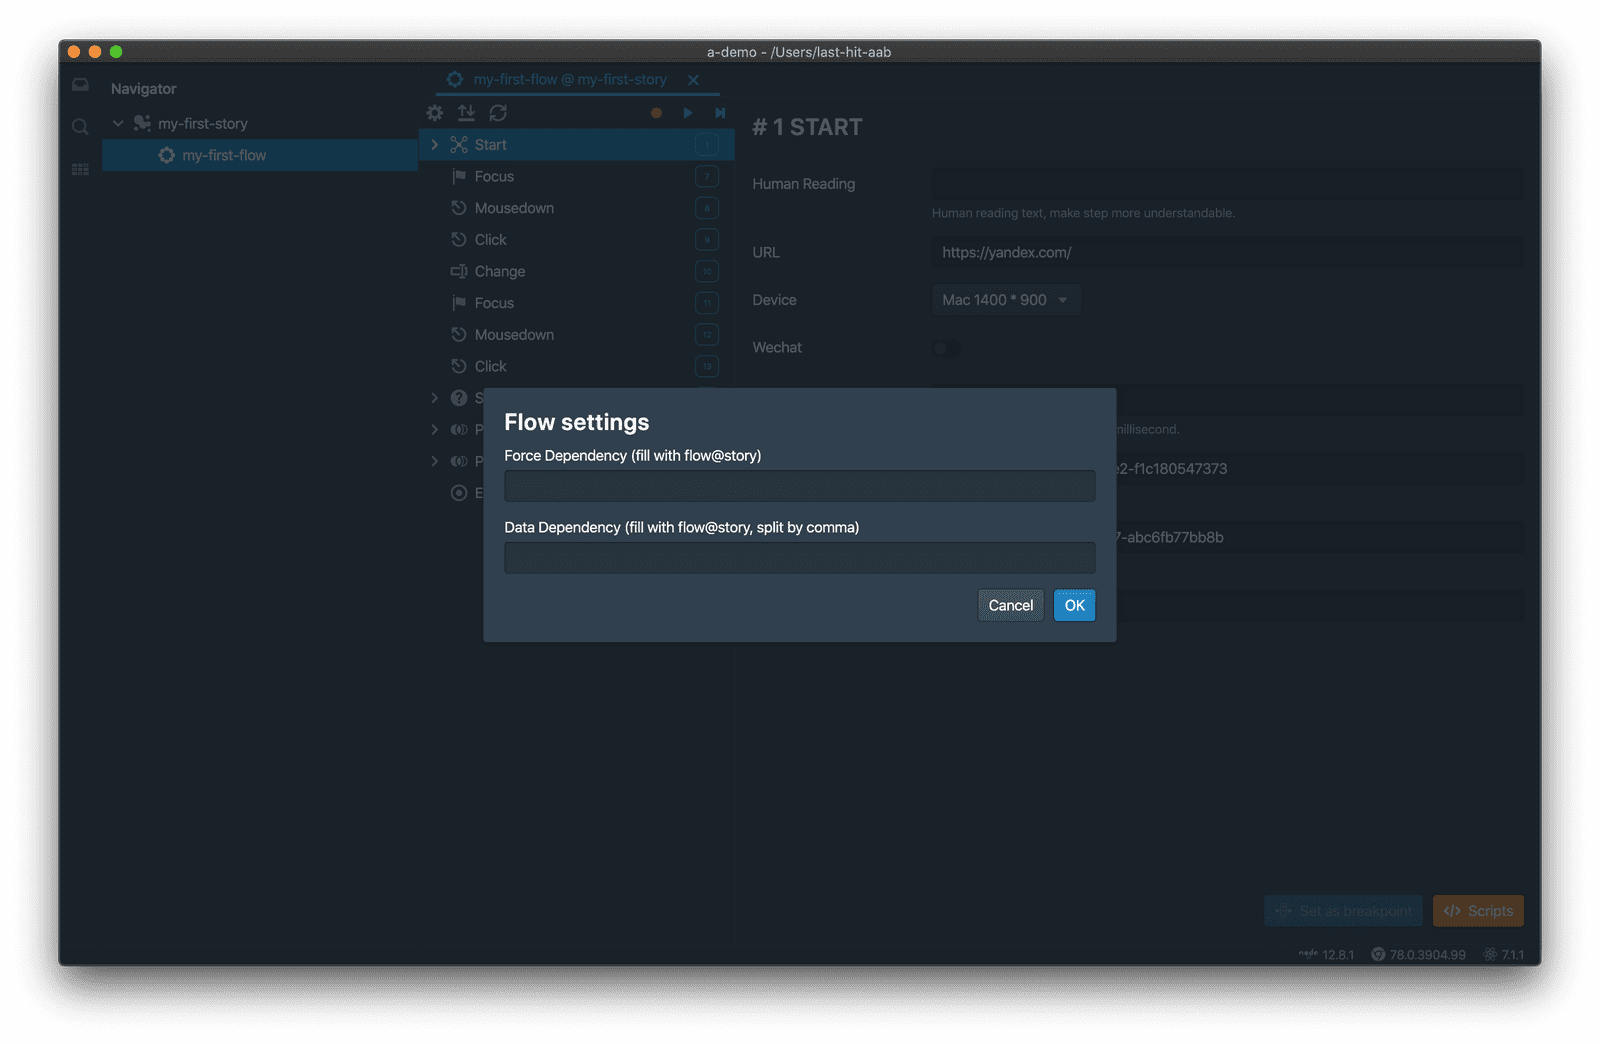 a-demo - /Users/last-hit-aab
Navigator
my-first-story
my-first-flow
my-first-flow @ my-first-story
Start 1
Focus 7
Mousedown 8
Click 9
Change 10
Focus 11
Mousedown 12
Click 13
S
P
P
E
# 1 START
Human Reading
Human reading text, make step more understandable.
URL
https://yandex.com/
Device
Mac 1400 * 900
Wechat
millisecond.
e2-f1c180547373
7-abc6fb77bb8b
Flow settings
Force Dependency (fill with flow@story)
Data Dependency (fill with flow@story, split by comma)
Cancel
OK
Set as breakpoint
</> Scripts
node 12.8.1
78.0.3904.99
7.1.1